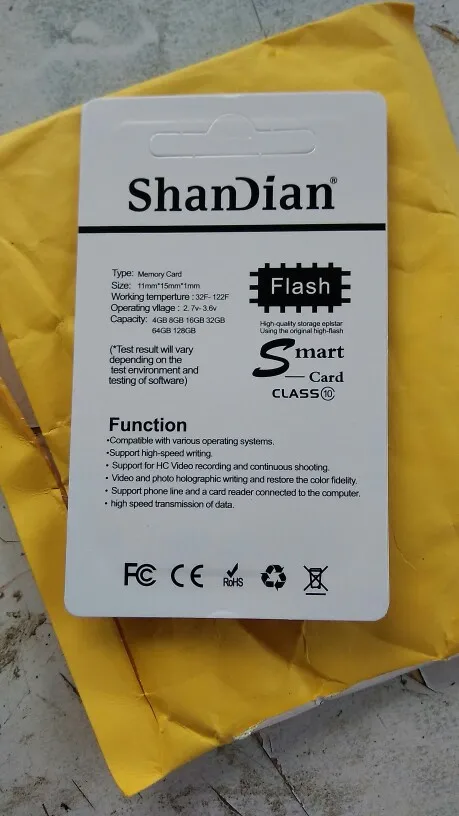 ShanDian®
Type: Memory Card
Size: 11mm*15mm*1mm
Working temperture : 32F- 122F
Operating vllage : 2. 7v- 3.6v
Capacity: 4GB 8GB 16GB 32GB
64GB 128GB
(*Test result will vary
depending on the
test environment and
testing of software)
Flash
High-quality storage eplstar
Using the original high-flash
Smart
Card
CLASS10
Function
•Compatible with various operating systems.
•Support high-speed writing.
• Support for HC Video recording and continuous shooting.
• Video and photo holographic writing and restore the color fidelity.
• Support phone line and a card reader connected to the computer.
• high speed transmission of data.
FC CE RoHS